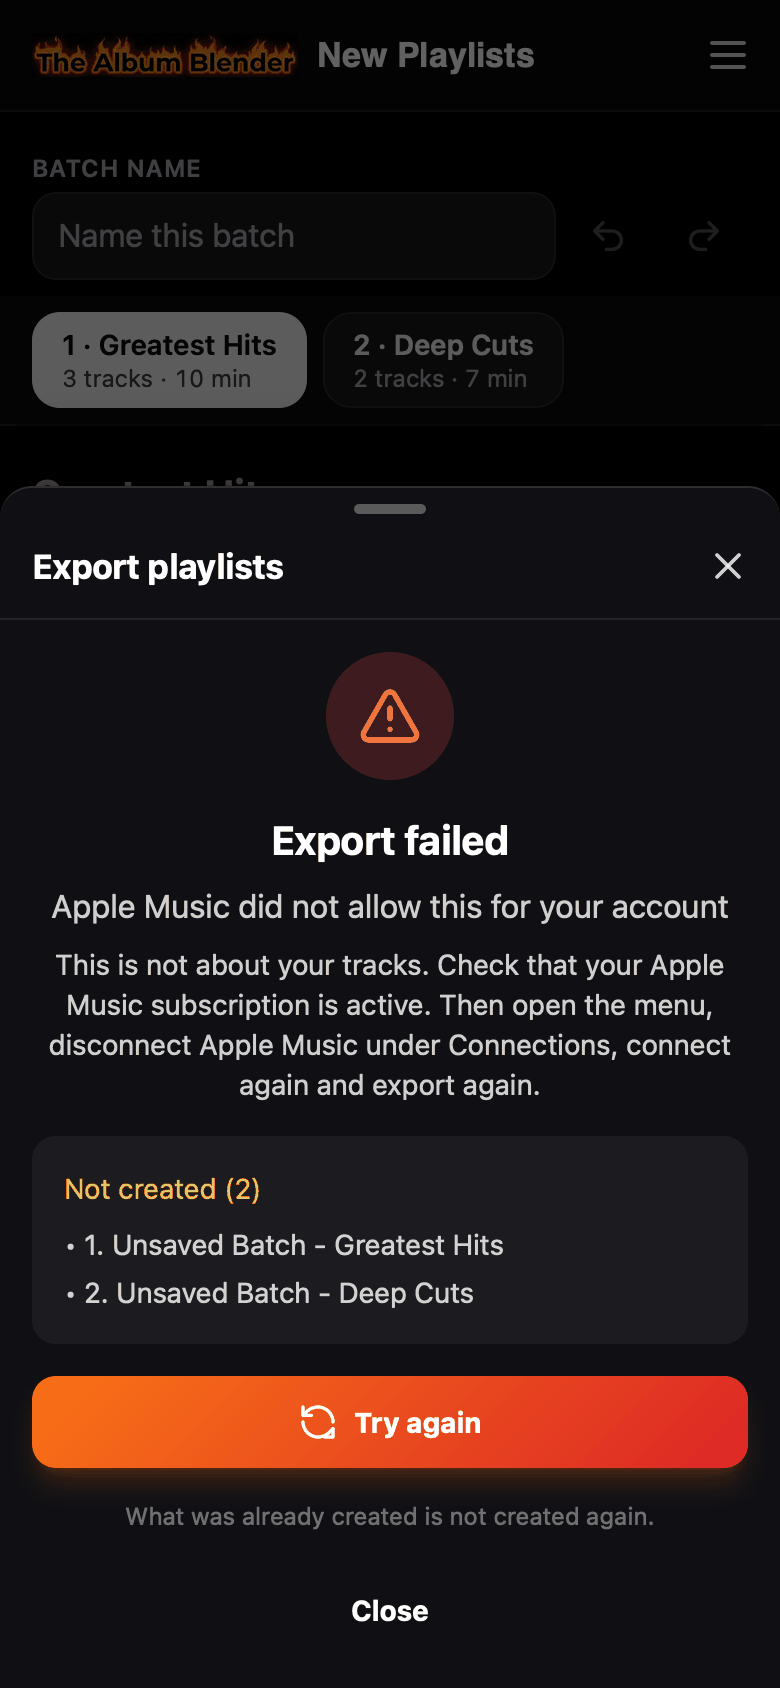 The Album Blender New Playlists
BATCH NAME
Name this batch
1 · Greatest Hits
3 tracks · 10 min
2 · Deep Cuts
2 tracks · 7 min
Export playlists
Export failed
Apple Music did not allow this for your account
This is not about your tracks. Check that your Apple
Music subscription is active. Then open the menu,
disconnect Apple Music under Connections, connect
again and export again.
Not created (2)
• 1. Unsaved Batch - Greatest Hits
• 2. Unsaved Batch - Deep Cuts
Try again
What was already created is not created again.
Close